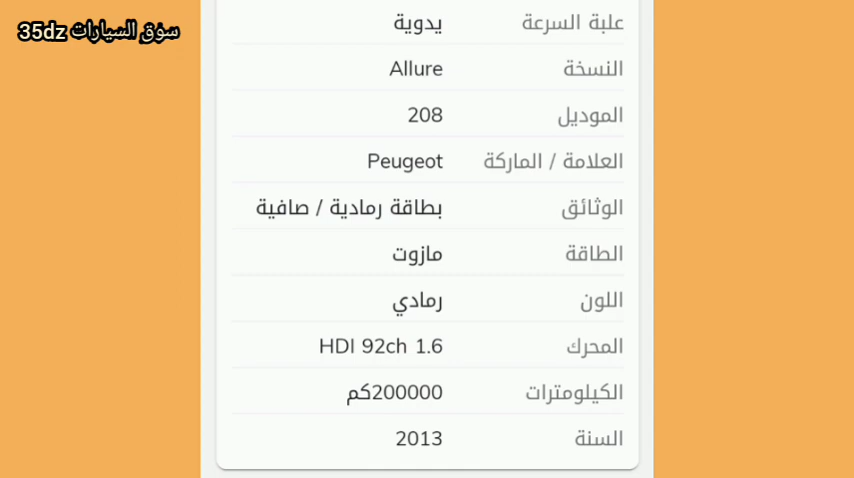 سوق السيارات 35dz
علبة السرعة يدوية
النسخة Allure
الموديل 208
العلامة / الماركة Peugeot
الوثائق بطاقة رمادية / صافية
الطاقة مازوت
اللون رمادي
المحرك 1.6 HDI 92ch
الكيلومترات 200000كم
السنة 2013